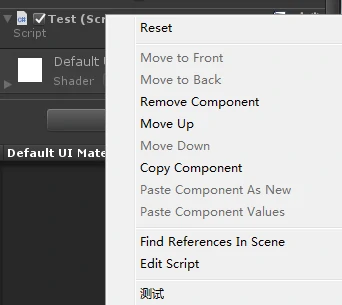 Test (Scr
Script
Default U
Shader
Default UI Mate
Reset
Move to Front
Move to Back
Remove Component
Move Up
Move Down
Copy Component
Paste Component As New
Paste Component Values
Find References In Scene
Edit Script
测试